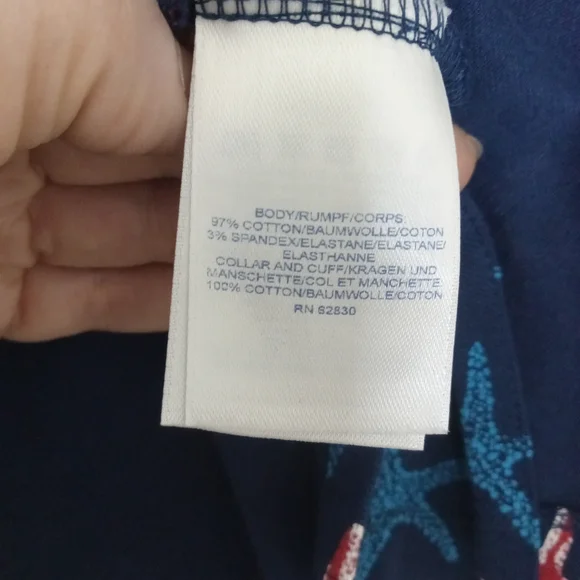 BODY/RUMPF/CORPS:
97% COTTON/BAUMWOLLE/COTON
3% SPANDEX/ELASTANE/ELASTANE/
ELASTHANNE
COLLAR AND CUFF/KRAGEN UND
MANSCHETTE/COL ET MANCHETTE
100% COTTON/BAUMWOLLE/COTON
RN 62830